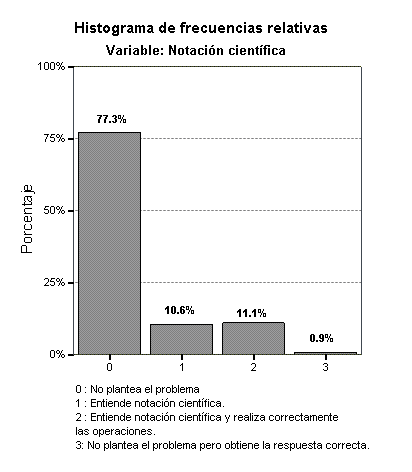 Histograma de frecuencias relativas
Variable: Notación científica
100%
77.3%
75%
Porcentaje
50%
25%
10.6%
11.1%
0.9%
0%
0 1 2 3
0 : No plantea el problema
1 : Entiende notación científica.
2 : Entiende notación científica y realiza correctamente
las operaciones.
3: No plantea el problema pero obtiene la respuesta correcta.